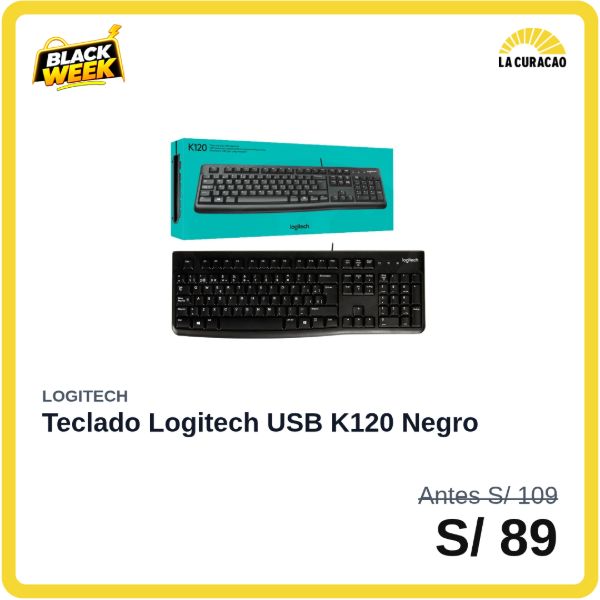 BLACK
WEEK
LA CURACAO
K120
logitech
logitech
LOGITECH
Teclado Logitech USB K120 Negro
Antes S/ 109
S/ 89